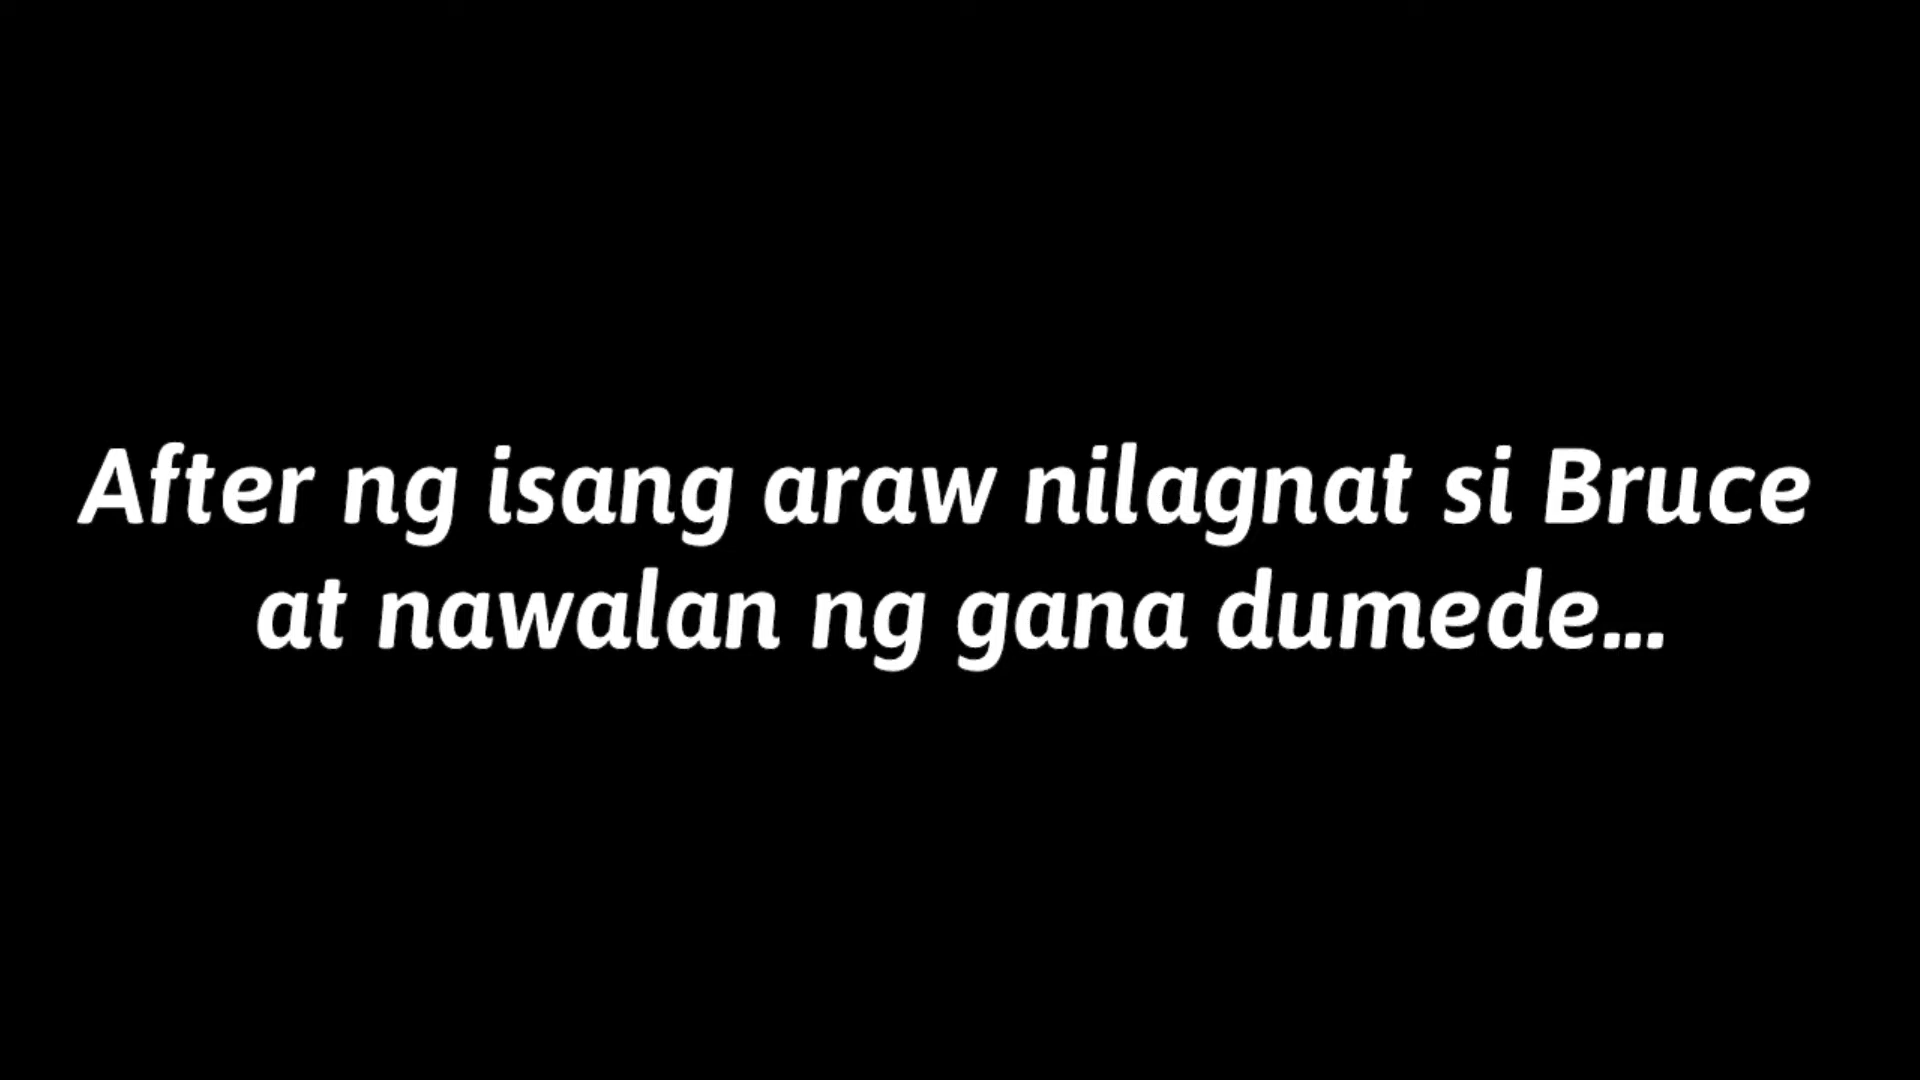 After ng isang araw nilagnat si Bruce
at nawalan ng gana dumede...